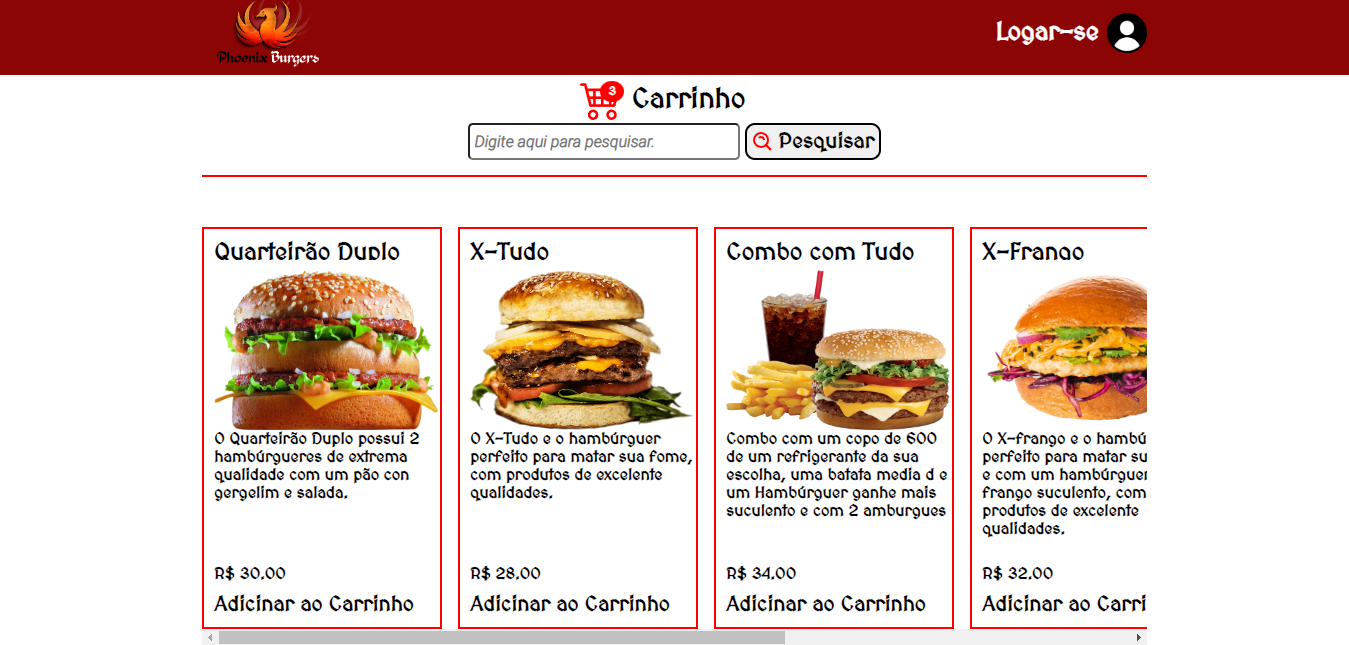 Phoenix Burgers
Logar-se
3
Carrinho
Digite aqui para pesquisar.
Pesquisar
Quarteirão Duplo
O Quarteirão Duplo possui 2
hambúrgueres de extrema
qualidade com um pão con
gergelim e salada.
R$ 30,00
Adicinar ao Carrinho
X-Tudo
O X-Tudo e o hambúrguer
perfeito para matar sua fome,
com produtos de excelente
qualidades.
R$ 28,00
Adicinar ao Carrinho
Combo com Tudo
Combo com um copo de 600
de um refrigerante da sua
escolha, uma batata media d e
um Hambúrguer ganhe mais
suculento e com 2 amburgues
R$ 34,00
Adicinar ao Carrinho
X-Frango
O X-frango e o hambú
perfeito para matar su
e com um hambúrguer
frango suculento, com
produtos de excelente
qualidades.
R$ 32,00
Adicinar ao Carri